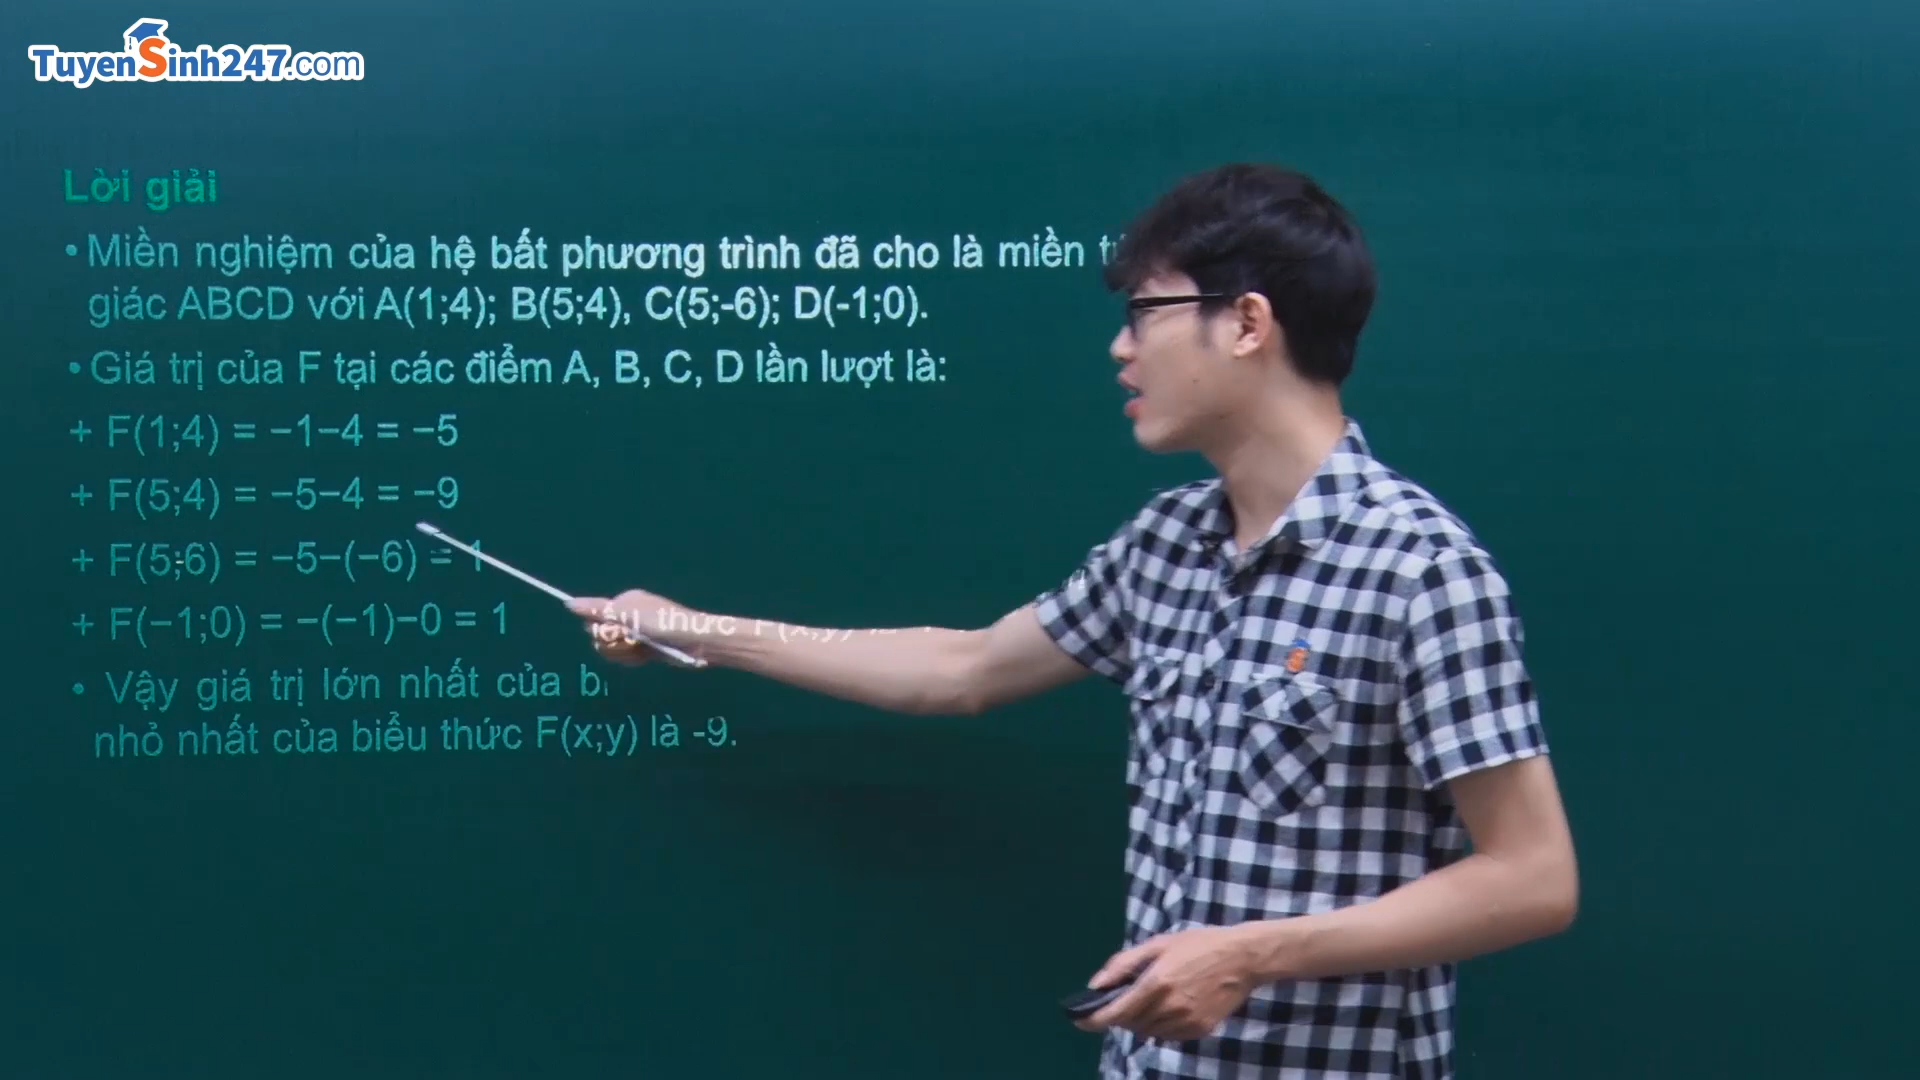 TuyenSinh247.com
Lời giải
• Miền nghiệm của hệ bất phương trình đã cho là miền
giác ABCD với A(1;4); B(5;4), C(5;-6); D(-1;0).
• Giá trị của F tại các điểm A, B, C, D lần lượt là:
+ F(1;4) = −1−4 = −5
+ F(5;4) = −5−4 = −9
+ F(5;-6) = −5−(−6) = 1
+ F(−1;0) = −(−1)−0 = 1
• Vậy giá trị lớn nhất của thức F(x;y) là
nhỏ nhất của biểu thức F(x;y) là -9.